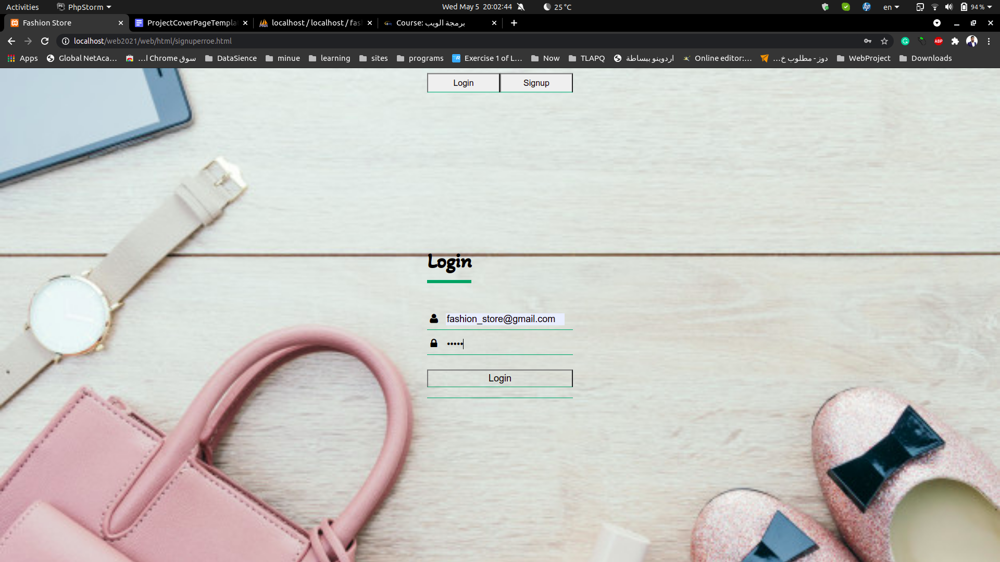 Activities PhpStorm Wed May 5 20:02:44 25 °C en 94 %
Fashion Store ProjectCoverPageTempla localhost / localhost / fas Course: برمجة الويب
localhost/web2021/web/html/signuperroe.html ABP
Apps Global NetAca… سوق Chrome ا… DataSience minue learning sites programs Exercise 1 of L… Now TLAPQ اردوينو ببساطة Online editor:… دوز - مطلوب خ… WebProject Downloads
Login Signup
Login
fashion_store@gmail.com
•••••
Login